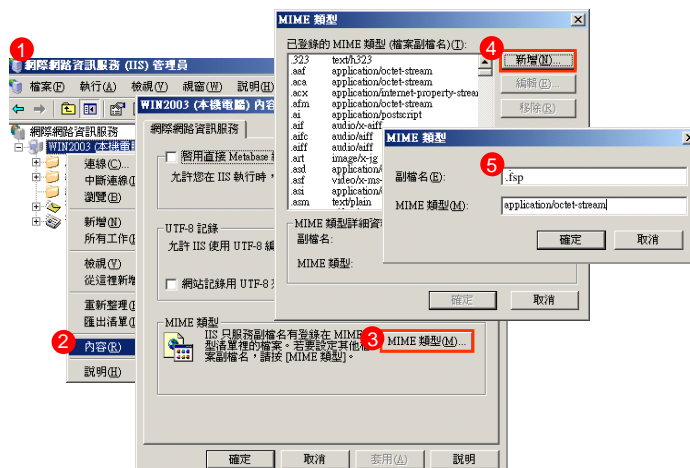 1
網際網路資訊服務 (IIS) 管理員
檔案(F) 執行(A) 檢視(V) 視窗(W) 說明(H)
網際網路資訊服務
WIN2003 (本機電腦)
連線(C)...
中斷連線(
瀏覽(B)
新增(N)
所有工作(
檢視(V)
從這裡新增
重新整理(
匯出清單(
2
內容(R)
說明(H)
WIN2003 (本機電腦) 內容
網際網路資訊服務
啟用直接 Metabase
允許您在 IIS 執行時，
UTF-8 記錄
允許 IIS 使用 UTF-8 編
網站記錄用 UTF-8
MIME 類型
IIS 只服務副檔名有登錄在 MIME
型清單裡的檔案。若要設定其他檔
案副檔名，請按 [MIME 類型]。
3
MIME 類型(M)...
確定 取消 套用(A) 說明
MIME 類型
已登錄的 MIME 類型 (檔案副檔名)(T):
.323 text/h323
.aaf application/octet-stream
.aca application/octet-stream
.acx application/internet-property-strea
.afm application/octet-stream
.ai application/postscript
.aif audio/x-aiff
.aifc audio/aiff
.aiff audio/aiff
.art image/x-jg
.asd application/
.asf video/x-ms-
.asi application/
.asm text/plain
4
新增(N)...
編輯(E)...
移除(R)
MIME 類型詳細資
副檔名:
MIME 類型:
確定 取消
MIME 類型
5
副檔名(E): .fsp
MIME 類型(M): application/octet-stream
確定 取消